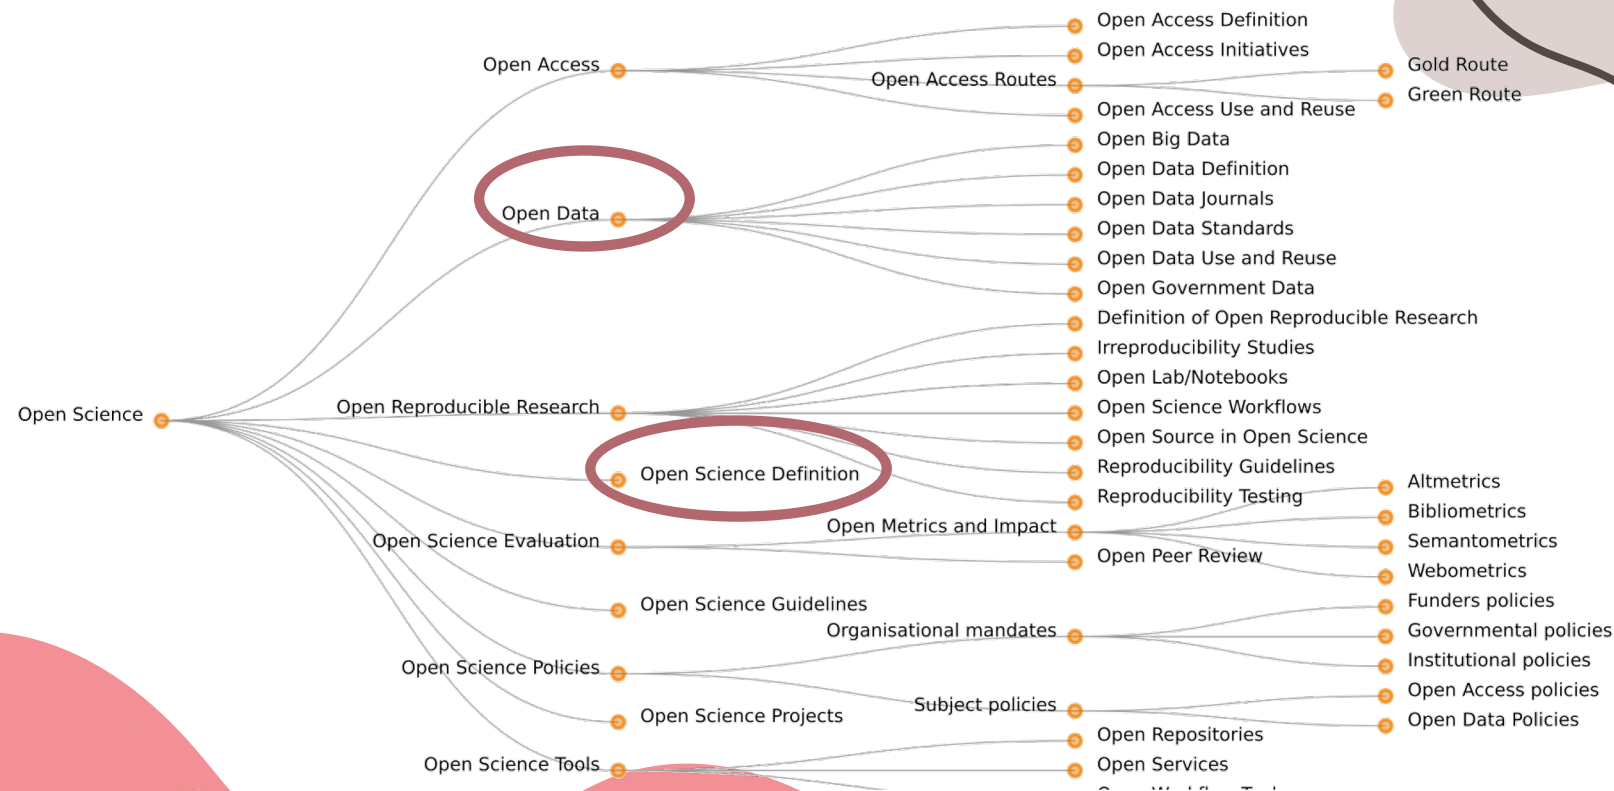 Open Science
Open Access
Open Access Definition
Open Access Initiatives
Open Access Routes
Gold Route
Green Route
Open Access Use and Reuse
Open Data
Open Big Data
Open Data Definition
Open Data Journals
Open Data Standards
Open Data Use and Reuse
Open Government Data
Open Reproducible Research
Definition of Open Reproducible Research
Irreproducibility Studies
Open Lab/Notebooks
Open Science Workflows
Open Source in Open Science
Reproducibility Guidelines
Reproducibility Testing
Open Science Definition
Open Science Evaluation
Open Metrics and Impact
Altmetrics
Bibliometrics
Semantometrics
Webometrics
Open Peer Review
Open Science Guidelines
Open Science Policies
Organisational mandates
Funders policies
Governmental policies
Institutional policies
Subject policies
Open Access policies
Open Data Policies
Open Science Projects
Open Science Tools
Open Repositories
Open Services